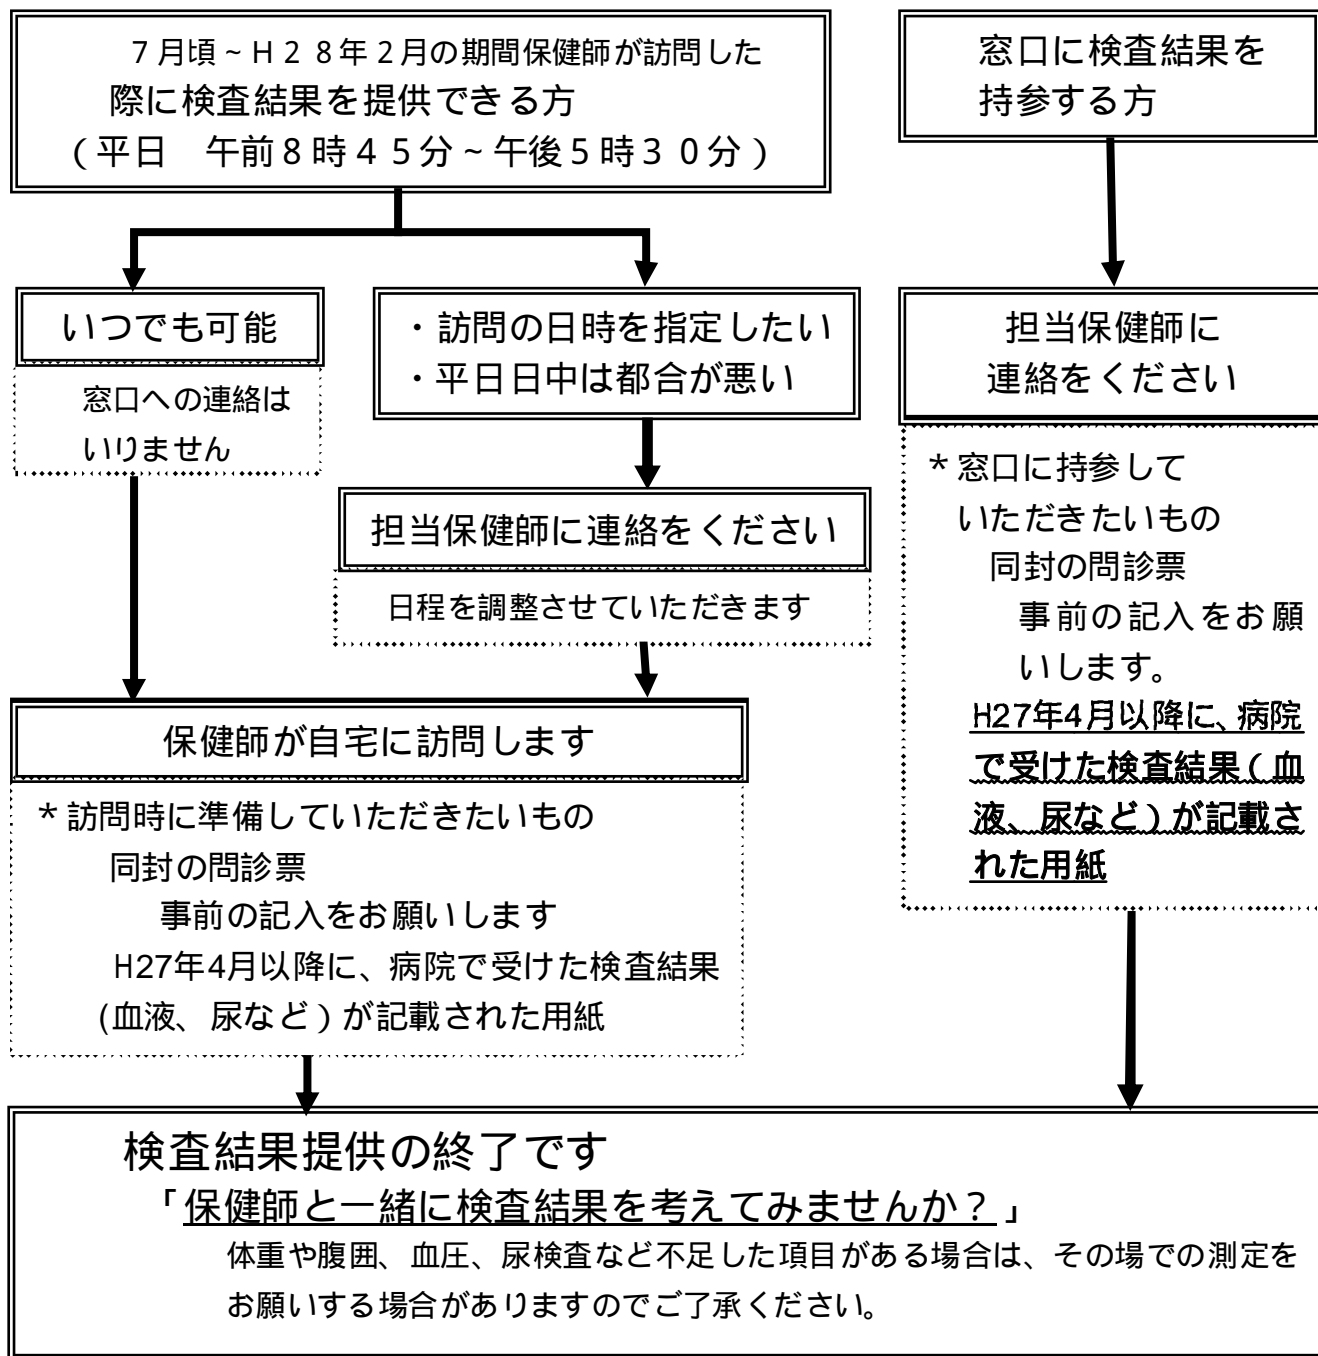 ７月頃～Ｈ２８年２月の期間保健師が訪問した
際に検査結果を提供できる方
（平日　午前８時４５分～午後５時３０分）
窓口に検査結果を
持参する方
いつでも可能
窓口への連絡は
いりません
・訪問の日時を指定したい
・平日日中は都合が悪い
担当保健師に連絡をください
日程を調整させていただきます
担当保健師に
連絡をください
＊窓口に持参して
いただきたいもの
同封の問診票
事前の記入をお願
いします。
H27年4月以降に、病院
で受けた検査結果（血
液、尿など）が記載さ
れた用紙
保健師が自宅に訪問します
＊訪問時に準備していただきたいもの
同封の問診票
事前の記入をお願いします
H27年4月以降に、病院で受けた検査結果
(血液、尿など）が記載された用紙
検査結果提供の終了です
「保健師と一緒に検査結果を考えてみませんか？」
体重や腹囲、血圧、尿検査など不足した項目がある場合は、その場での測定を
お願いする場合がありますのでご了承ください。